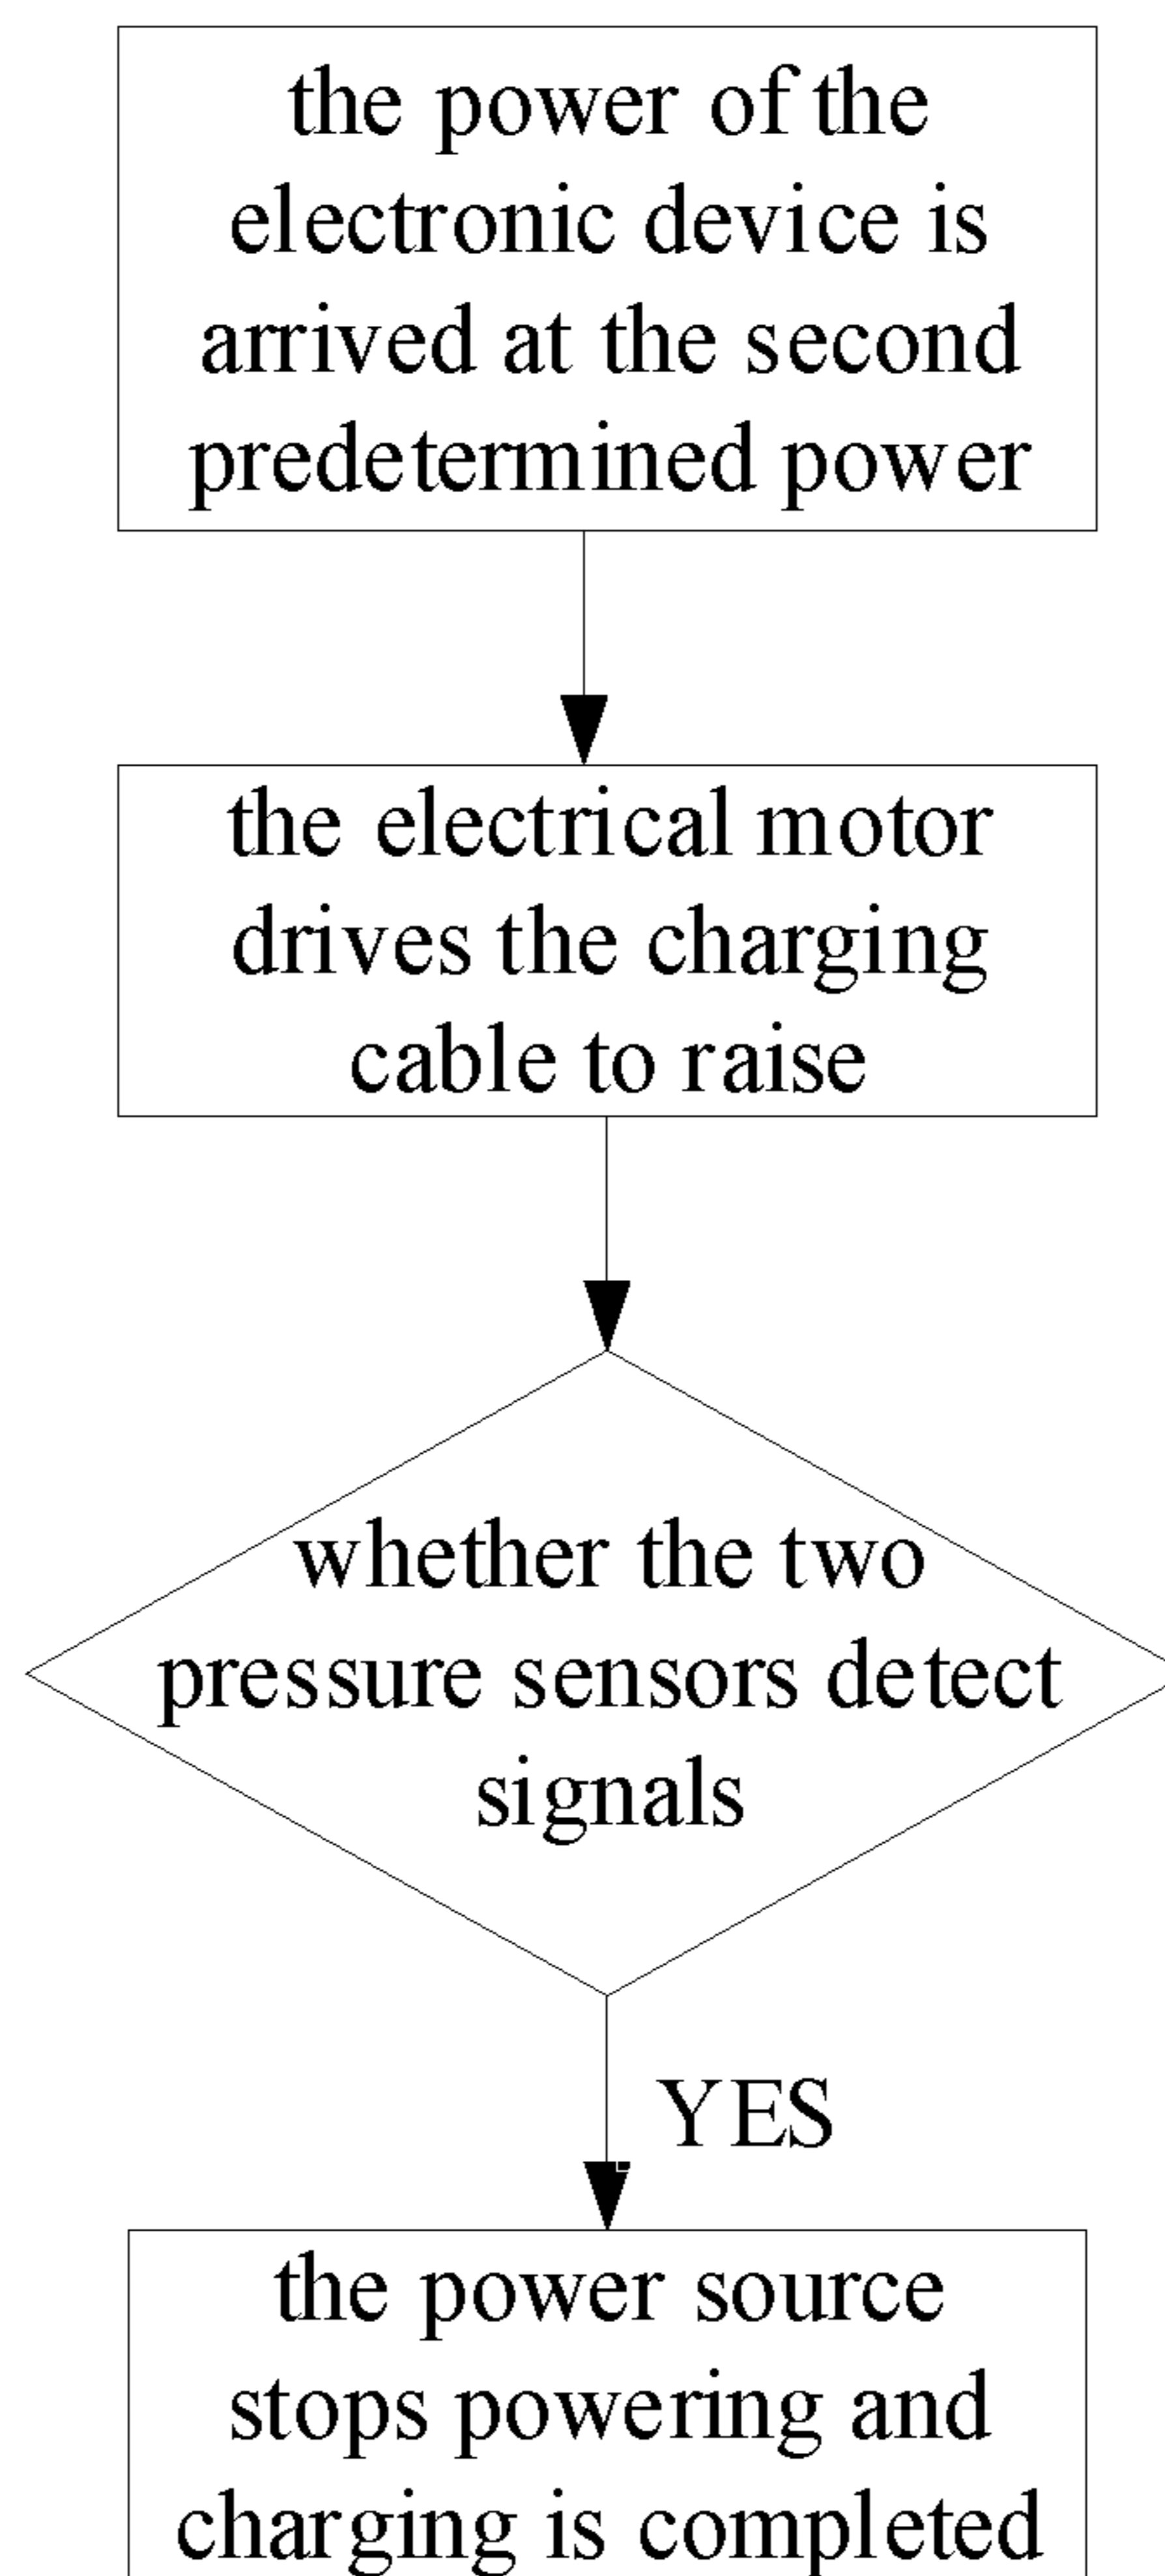 the power of the
electronic device is
arrived at the second
predetermined power
the electrical motor
drives the charging
cable to raise
whether the two
pressure sensors detect
signals
YES
the power source
stops powering and
charging is completed